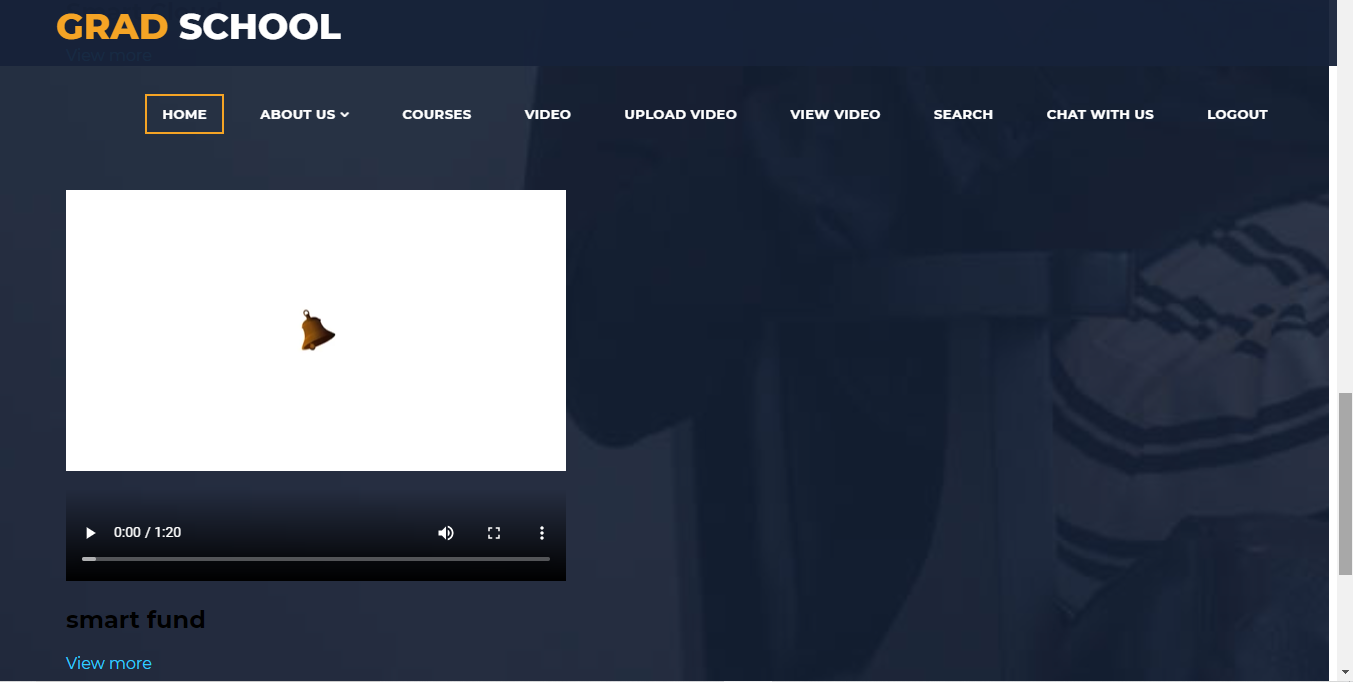 GRAD SCHOOL
View more
HOME ABOUT US COURSES VIDEO UPLOAD VIDEO VIEW VIDEO SEARCH CHAT WITH US LOGOUT
0:00 / 1:20
smart fund
View more